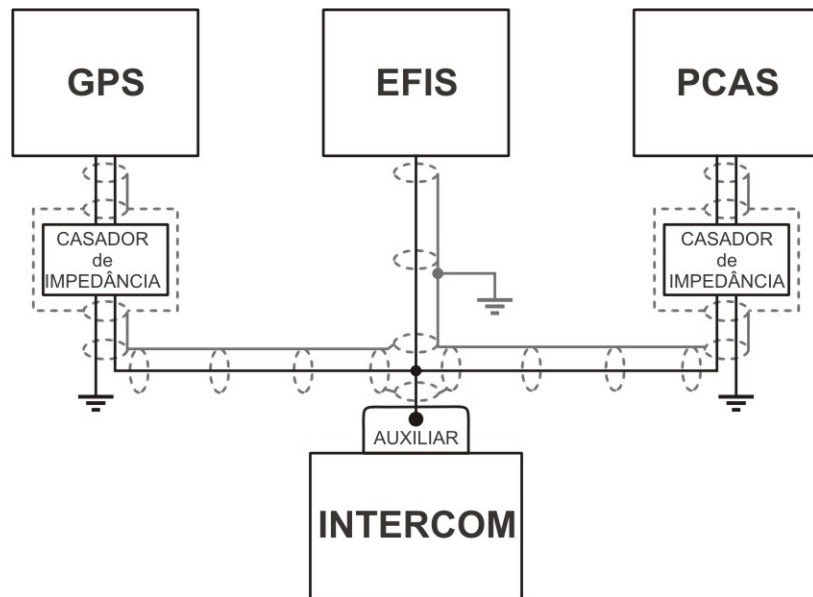 GPS
EFIS
PCAS
CASADOR
de
IMPEDÂNCIA
CASADOR
de
IMPEDÂNCIA
AUXILIAR
INTERCOM